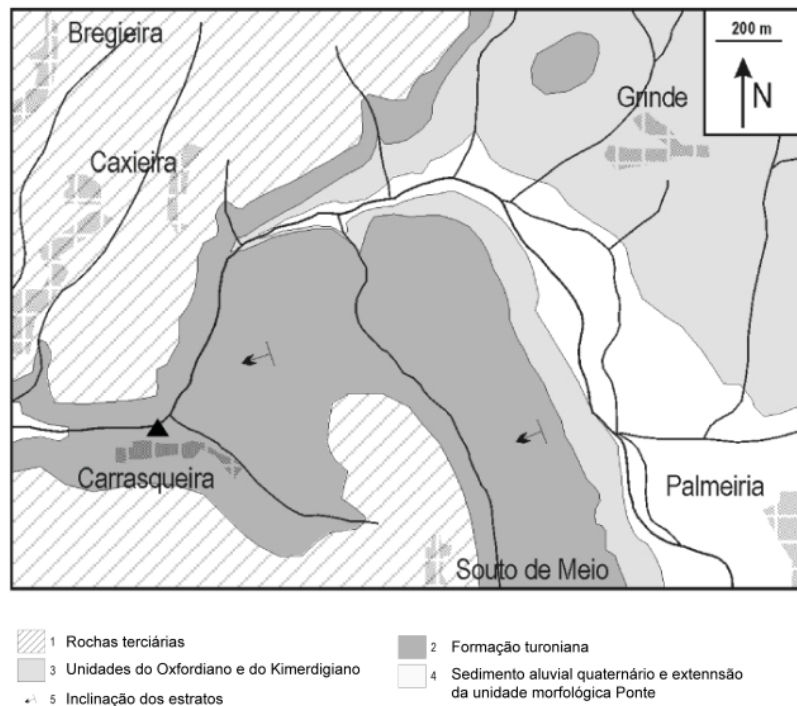 Bregieira
200 m
N
Grinde
Caxieira
Carrasqueira
Palmeiria
Souto de Meio
1 Rochas terciárias
2 Formação turoniana
3 Unidades do Oxfordiano e do Kimerdigiano
4 Sedimento aluvial quaternário e extennsão
da unidade morfológica Ponte
5 Inclinação dos estratos